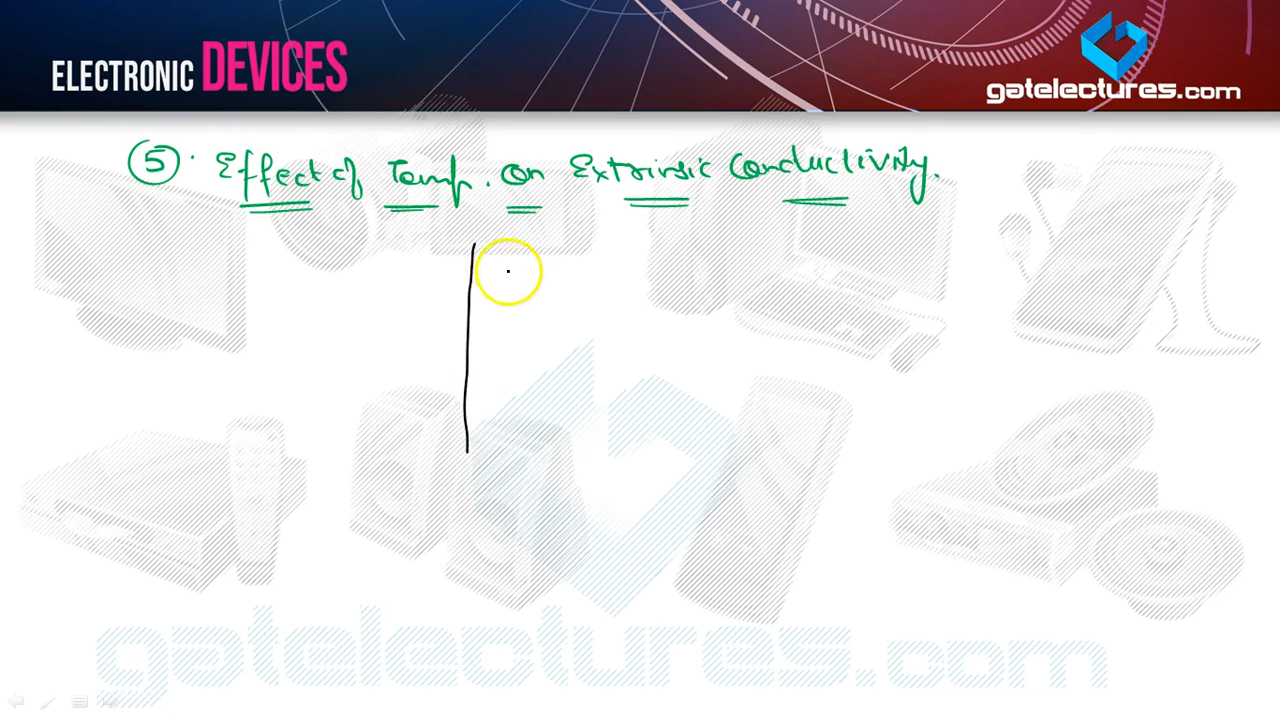 ELECTRONIC DEVICES
gatelectures.com
5. Effect of Temp. on Extrinsic Conductivity.
gatelectures.com